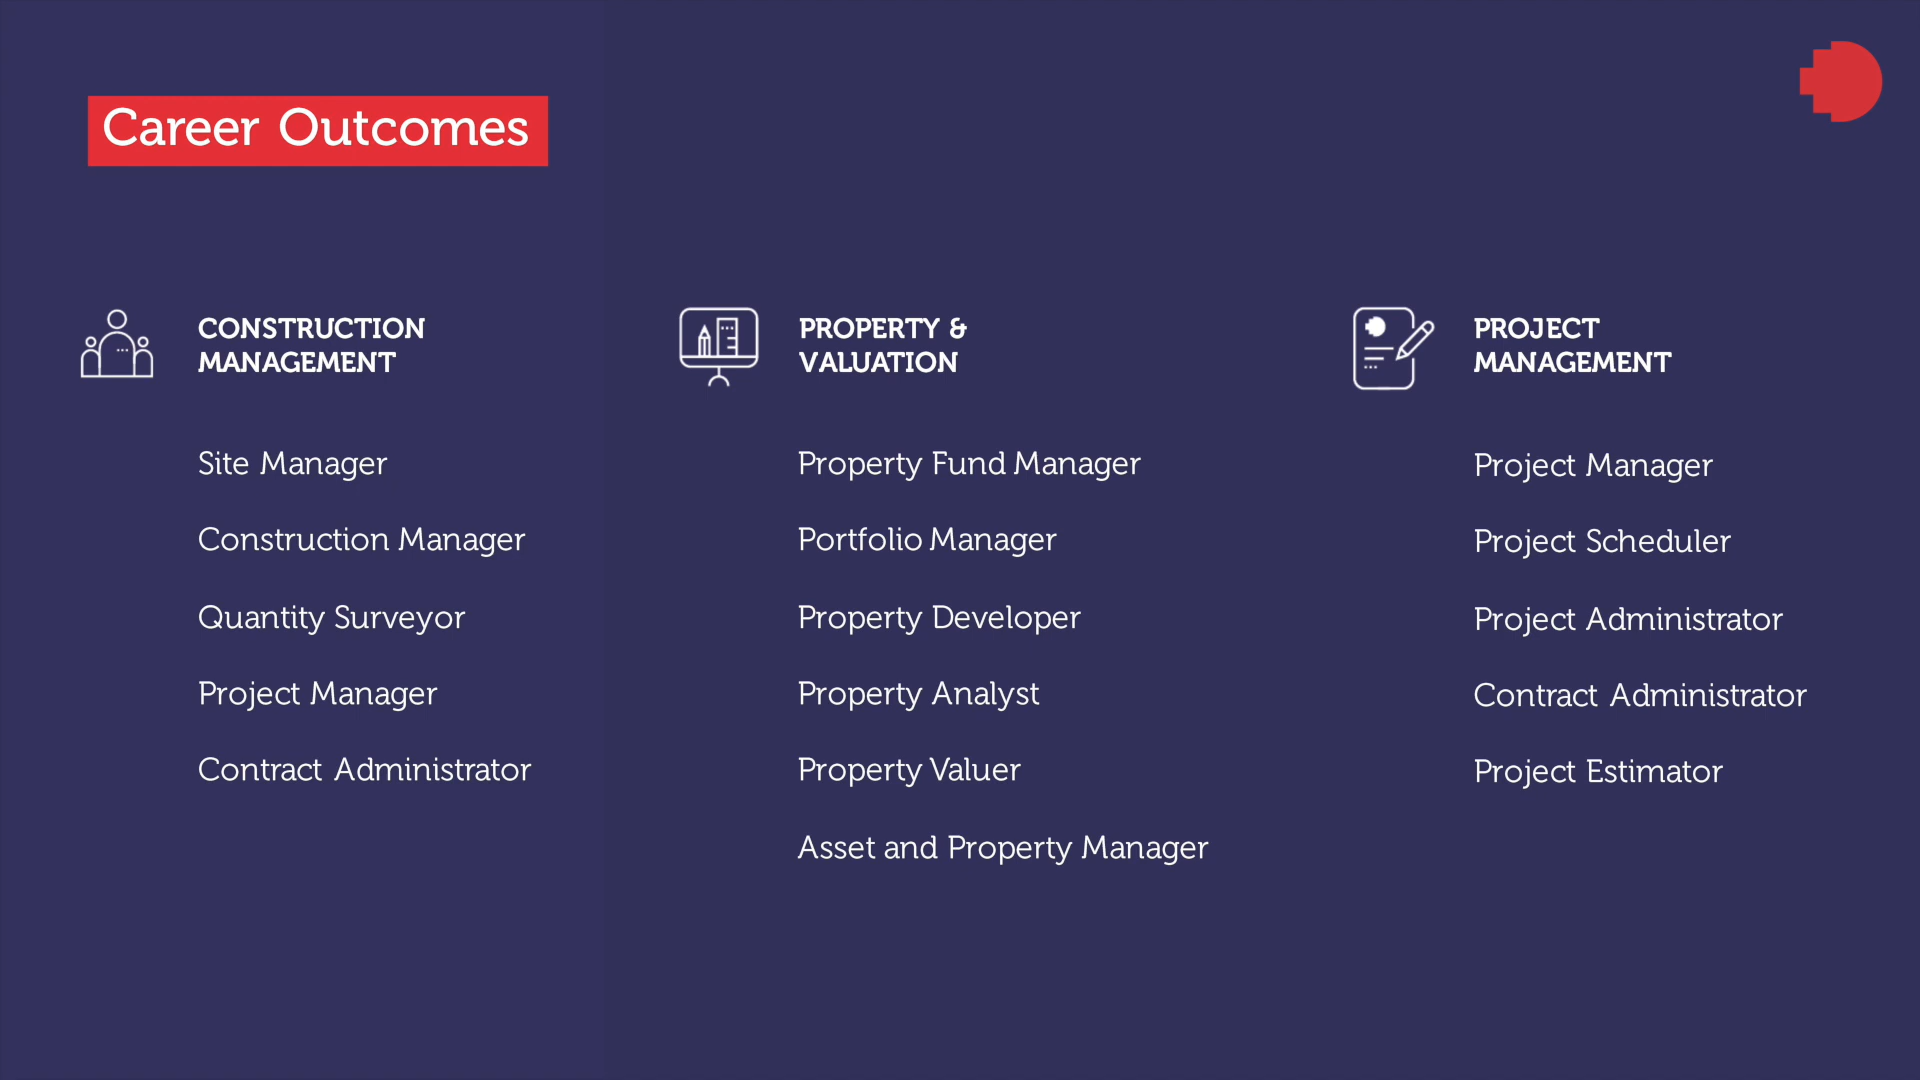 Career Outcomes
CONSTRUCTION
MANAGEMENT
Site Manager
Construction Manager
Quantity Surveyor
Project Manager
Contract Administrator
PROPERTY &
VALUATION
Property Fund Manager
Portfolio Manager
Property Developer
Property Analyst
Property Valuer
Asset and Property Manager
PROJECT
MANAGEMENT
Project Manager
Project Scheduler
Project Administrator
Contract Administrator
Project Estimator